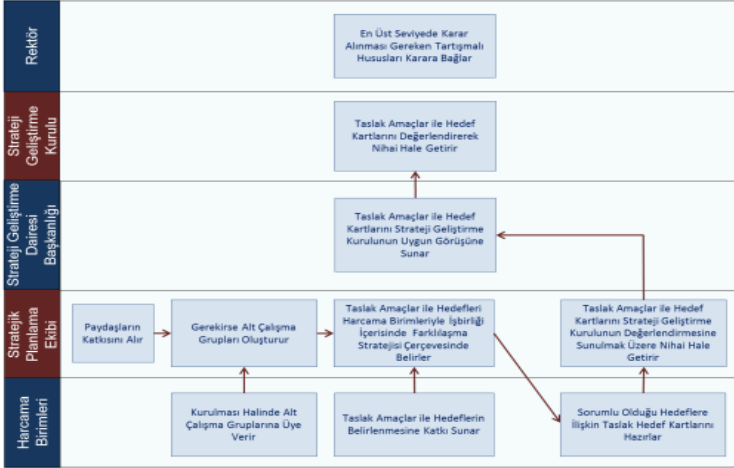 Rektör
En Üst Seviyede Karar
Alınması Gereken Tartışmalı
Hususları Karara Bağlar
Strateji
Geliştirme
Kurulu
Taslak Amaçlar ile Hedef
Kartlarını Değerlendirerek
Nihai Hale Getirir
Strateji Geliştirme
Dairesi
Başkanlığı
Taslak Amaçlar ile Hedef
Kartlarını Strateji Geliştirme
Kurulunun Uygun Görüşüne
Sunar
Stratejik
Planlama
Ekibi
Paydaşların
Katkısını Alır
Gerekirse Alt Çalışma
Grupları Oluşturur
Taslak Amaçlar ile Hedefleri
Harcama Birimleriyle İşbirliği
İçerisinde Farklılaşma
Stratejisi Çerçevesinde
Belirler
Taslak Amaçlar ile Hedef
Kartlarını Strateji Geliştirme
Kurulunun Değerlendirmesine
Sunulmak Üzere Nihai Hale
Getirir
Harcama
Birimleri
Kurulması Halinde Alt
Çalışma Gruplarına Üye
Verir
Taslak Amaçlar ile Hedeflerin
Belirlenmesine Katkı Sunar
Sorumlu Olduğu Hedeflere
İlişkin Taslak Hedef Kartlarını
Hazırlar